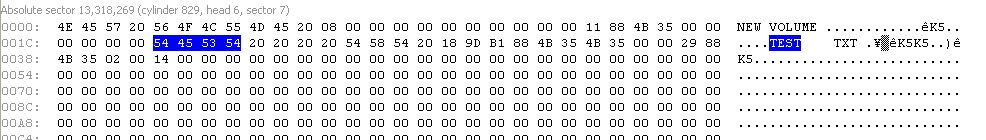 Absolute sector 13,318,269 (cylinder 829, head 6, sector 7)
0000: 4E 45 57 20 56 4F 4C 55 4D 45 20 08 00 00 00 00 00 00 00 00 00 00 11 88 4B 35 00 00 NEW VOLUME ............êK5..
001C: 00 00 00 00 54 45 53 54 20 20 20 20 54 58 54 20 18 9D B1 88 4B 35 4B 35 00 00 29 88 ....TEST    TXT .¥▒êK5K5..)ê
0038: 4B 35 02 00 14 00 00 00 00 00 00 00 00 00 00 00 00 00 00 00 00 00 00 00 00 00 00 00 K5..........................
0054: 00 00 00 00 00 00 00 00 00 00 00 00 00 00 00 00 00 00 00 00 00 00 00 00 00 00 00 00 ............................
0070: 00 00 00 00 00 00 00 00 00 00 00 00 00 00 00 00 00 00 00 00 00 00 00 00 00 00 00 00 ............................
008C: 00 00 00 00 00 00 00 00 00 00 00 00 00 00 00 00 00 00 00 00 00 00 00 00 00 00 00 00 ............................
00A8: 00 00 00 00 00 00 00 00 00 00 00 00 00 00 00 00 00 00 00 00 00 00 00 00 00 00 00 00 ............................